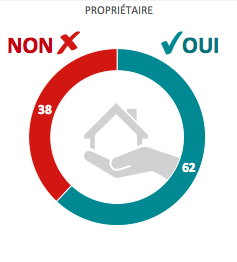 PROPRIÉTAIRE
NON OUI
38
62